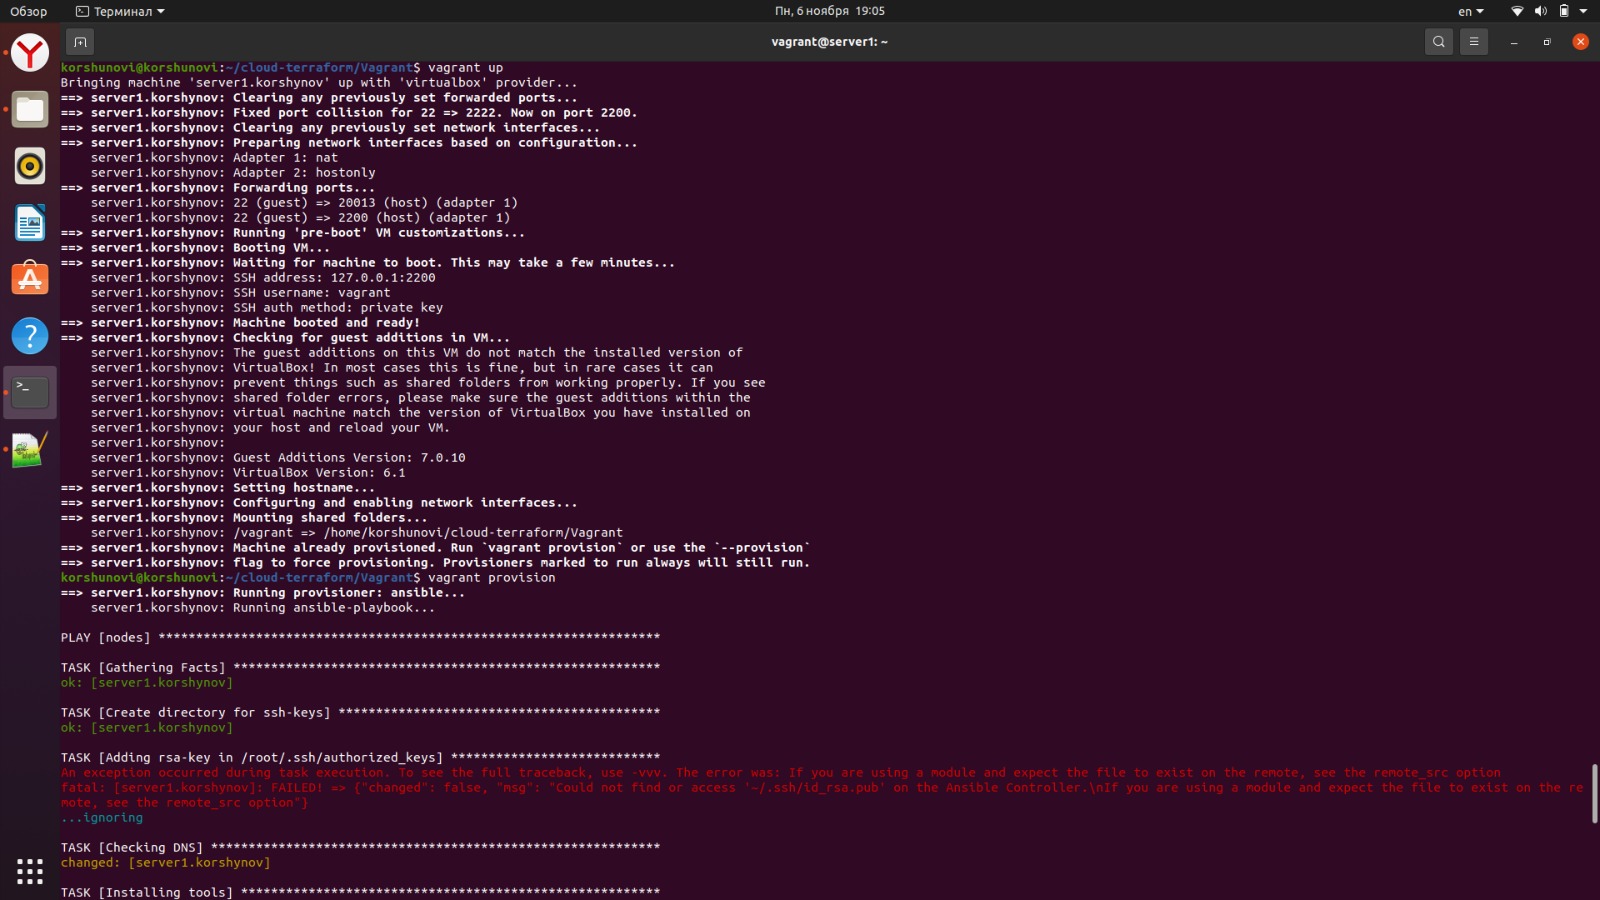 Обзор
Терминал
Пн, 6 ноября 19:05
en
vagrant@server1: ~
korshunovi@korshunovi:~/cloud-terraform/Vagrant$ vagrant up
Bringing machine 'server1.korshynov' up with 'virtualbox' provider...
==> server1.korshynov: Clearing any previously set forwarded ports...
==> server1.korshynov: Fixed port collision for 22 => 2222. Now on port 2200.
==> server1.korshynov: Clearing any previously set network interfaces...
==> server1.korshynov: Preparing network interfaces based on configuration...
    server1.korshynov: Adapter 1: nat
    server1.korshynov: Adapter 2: hostonly
==> server1.korshynov: Forwarding ports...
    server1.korshynov: 22 (guest) => 20013 (host) (adapter 1)
    server1.korshynov: 22 (guest) => 2200 (host) (adapter 1)
==> server1.korshynov: Running 'pre-boot' VM customizations...
==> server1.korshynov: Booting VM...
==> server1.korshynov: Waiting for machine to boot. This may take a few minutes...
    server1.korshynov: SSH address: 127.0.0.1:2200
    server1.korshynov: SSH username: vagrant
    server1.korshynov: SSH auth method: private key
==> server1.korshynov: Machine booted and ready!
==> server1.korshynov: Checking for guest additions in VM...
    server1.korshynov: The guest additions on this VM do not match the installed version of
    server1.korshynov: VirtualBox! In most cases this is fine, but in rare cases it can
    server1.korshynov: prevent things such as shared folders from working properly. If you see
    server1.korshynov: shared folder errors, please make sure the guest additions within the
    server1.korshynov: virtual machine match the version of VirtualBox you have installed on
    server1.korshynov: your host and reload your VM.
    server1.korshynov:
    server1.korshynov: Guest Additions Version: 7.0.10
    server1.korshynov: VirtualBox Version: 6.1
==> server1.korshynov: Setting hostname...
==> server1.korshynov: Configuring and enabling network interfaces...
==> server1.korshynov: Mounting shared folders...
    server1.korshynov: /vagrant => /home/korshunovi/cloud-terraform/Vagrant
==> server1.korshynov: Machine already provisioned. Run `vagrant provision` or use the `--provision`
==> server1.korshynov: flag to force provisioning. Provisioners marked to run always will still run.
korshunovi@korshunovi:~/cloud-terraform/Vagrant$ vagrant provision
==> server1.korshynov: Running provisioner: ansible...
    server1.korshynov: Running ansible-playbook...
PLAY [nodes] *******************************************************************
TASK [Gathering Facts] *********************************************************
ok: [server1.korshynov]
TASK [Create directory for ssh-keys] *******************************************
ok: [server1.korshynov]
TASK [Adding rsa-key in /root/.ssh/authorized_keys] ****************************
An exception occurred during task execution. To see the full traceback, use -vvv. The error was: If you are using a module and expect the file to exist on the remote, see the remote_src option
fatal: [server1.korshynov]: FAILED! => {"changed": false, "msg": "Could not find or access '~/.ssh/id_rsa.pub' on the Ansible Controller.\nIf you are using a module and expect the file to exist on the re
mote, see the remote_src option"}
...ignoring
TASK [Checking DNS] ************************************************************
changed: [server1.korshynov]
TASK [Installing tools] ********************************************************